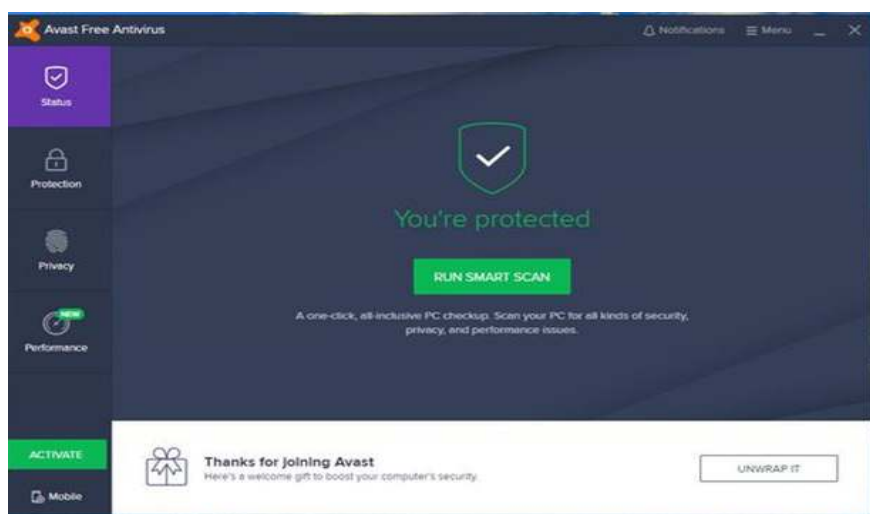 Avast Free Antivirus
Notifications
Menu
Status
Protection
Privacy
NEW
Performance
ACTIVATE
Mobile
You're protected
RUN SMART SCAN
A one-click, all-inclusive PC checkup. Scan your PC for all kinds of security,
privacy, and performance issues.
Thanks for joining Avast
Here's a welcome gift to boost your computer's security.
UNWRAP IT